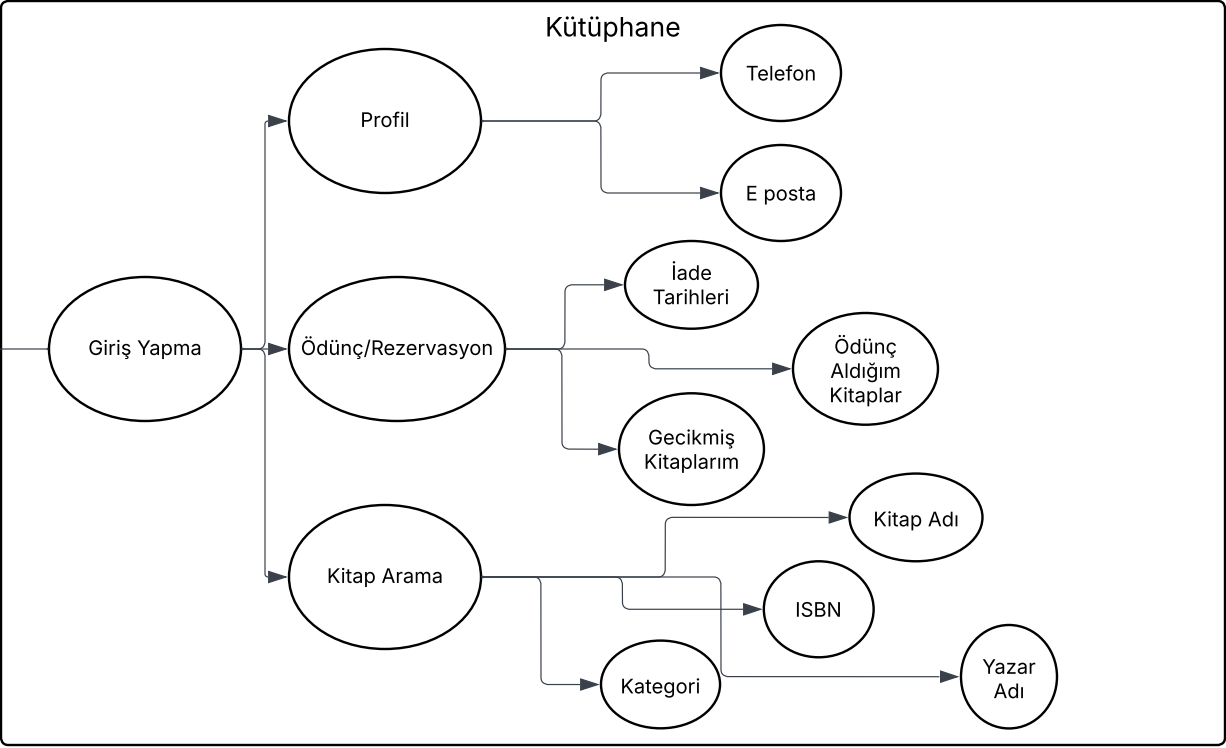 Kütüphane
Telefon
Profil
E posta
İade
Tarihleri
Giriş Yapma
Ödünç/Rezervasyon
Ödünç
Aldığım
Kitaplar
Gecikmiş
Kitaplarım
Kitap Adı
Kitap Arama
ISBN
Kategori
Yazar
Adı